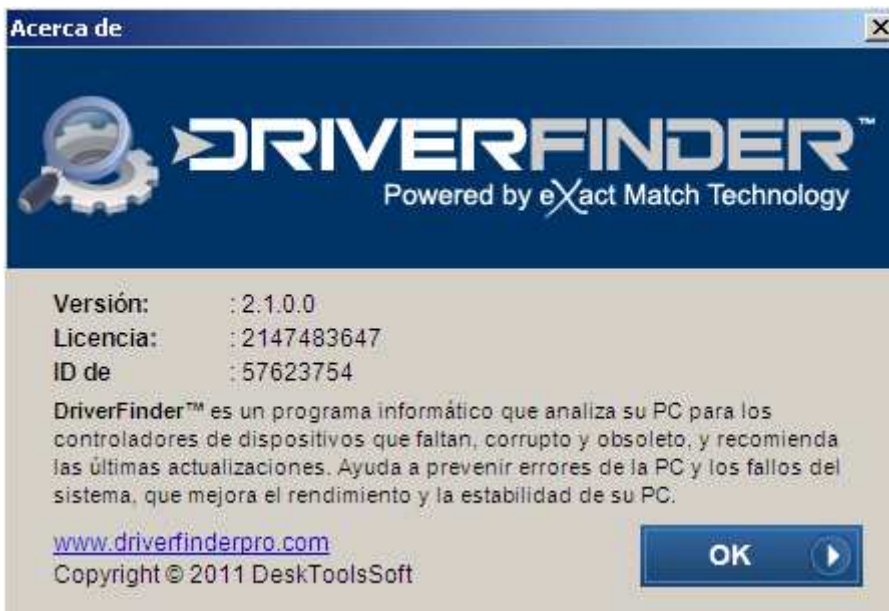 Acerca de
DRIVERFINDER™
Powered by eXact Match Technology
Versión: : 2.1.0.0
Licencia: : 2147483647
ID de : 57623754
DriverFinder™ es un programa informático que analiza su PC para los
controladores de dispositivos que faltan, corrupto y obsoleto, y recomienda
las últimas actualizaciones. Ayuda a prevenir errores de la PC y los fallos del
sistema, que mejora el rendimiento y la estabilidad de su PC.
www.driverfinderpro.com
Copyright © 2011 DeskToolsSoft
OK